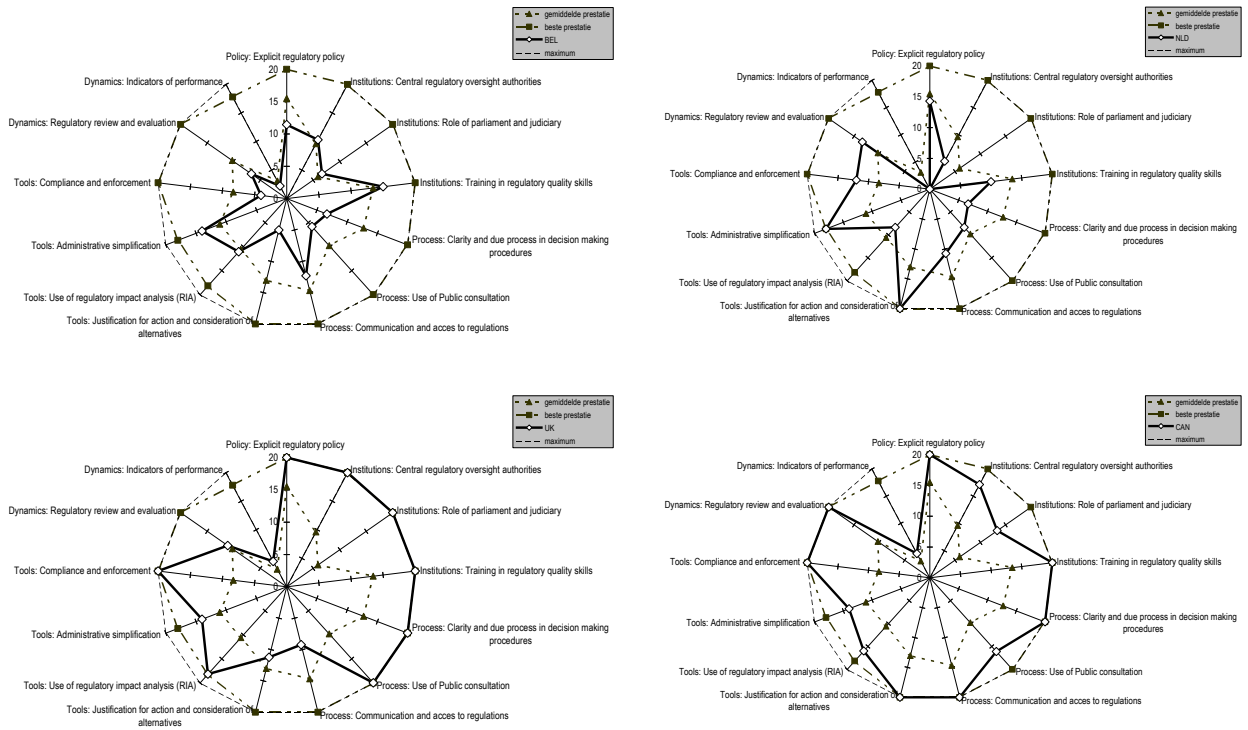 gemiddelde prestatie
beste prestatie
BEL
maximum
Policy: Explicit regulatory policy
Institutions: Central regulatory oversight authorities
Institutions: Role of parliament and judiciary
Institutions: Training in regulatory quality skills
Process: Clarity and due process in decision making
procedures
Process: Use of Public consultation
Process: Communication and acces to regulations
Tools: Justification for action and consideration of
alternatives
Tools: Use of regulatory impact analysis (RIA)
Tools: Administrative simplification
Tools: Compliance and enforcement
Dynamics: Regulatory review and evaluation
Dynamics: Indicators of performance
20
15
10
5
0
gemiddelde prestatie
beste prestatie
NLD
maximum
Policy: Explicit regulatory policy
Institutions: Central regulatory oversight authorities
Institutions: Role of parliament and judiciary
Institutions: Training in regulatory quality skills
Process: Clarity and due process in decision making
procedures
Process: Use of Public consultation
Process: Communication and acces to regulations
Tools: Justification for action and consideration of
alternatives
Tools: Use of regulatory impact analysis (RIA)
Tools: Administrative simplification
Tools: Compliance and enforcement
Dynamics: Regulatory review and evaluation
Dynamics: Indicators of performance
20
15
10
5
0
gemiddelde prestatie
beste prestatie
UK
maximum
Policy: Explicit regulatory policy
Institutions: Central regulatory oversight authorities
Institutions: Role of parliament and judiciary
Institutions: Training in regulatory quality skills
Process: Clarity and due process in decision making
procedures
Process: Use of Public consultation
Process: Communication and acces to regulations
Tools: Justification for action and consideration of
alternatives
Tools: Use of regulatory impact analysis (RIA)
Tools: Administrative simplification
Tools: Compliance and enforcement
Dynamics: Regulatory review and evaluation
Dynamics: Indicators of performance
20
15
10
5
0
gemiddelde prestatie
beste prestatie
CAN
maximum
Policy: Explicit regulatory policy
Institutions: Central regulatory oversight authorities
Institutions: Role of parliament and judiciary
Institutions: Training in regulatory quality skills
Process: Clarity and due process in decision making
procedures
Process: Use of Public consultation
Process: Communication and acces to regulations
Tools: Justification for action and consideration of
alternatives
Tools: Use of regulatory impact analysis (RIA)
Tools: Administrative simplification
Tools: Compliance and enforcement
Dynamics: Regulatory review and evaluation
Dynamics: Indicators of performance
20
15
10
5
0